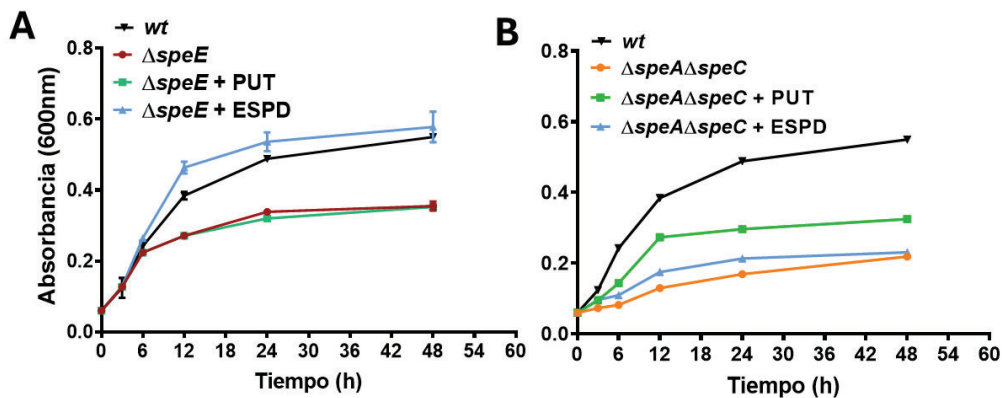 A
wt
ΔspeE
ΔspeE + PUT
ΔspeE + ESPD
Absorbancia (600nm)
0.8
0.6
0.4
0.2
0.0
0 6 12 18 24 30 36 42 48 54 60
Tiempo (h)
B
wt
ΔspeAΔspeC
ΔspeAΔspeC + PUT
ΔspeAΔspeC + ESPD
0.8
0.6
0.4
0.2
0.0
0 6 12 18 24 30 36 42 48 54 60
Tiempo (h)